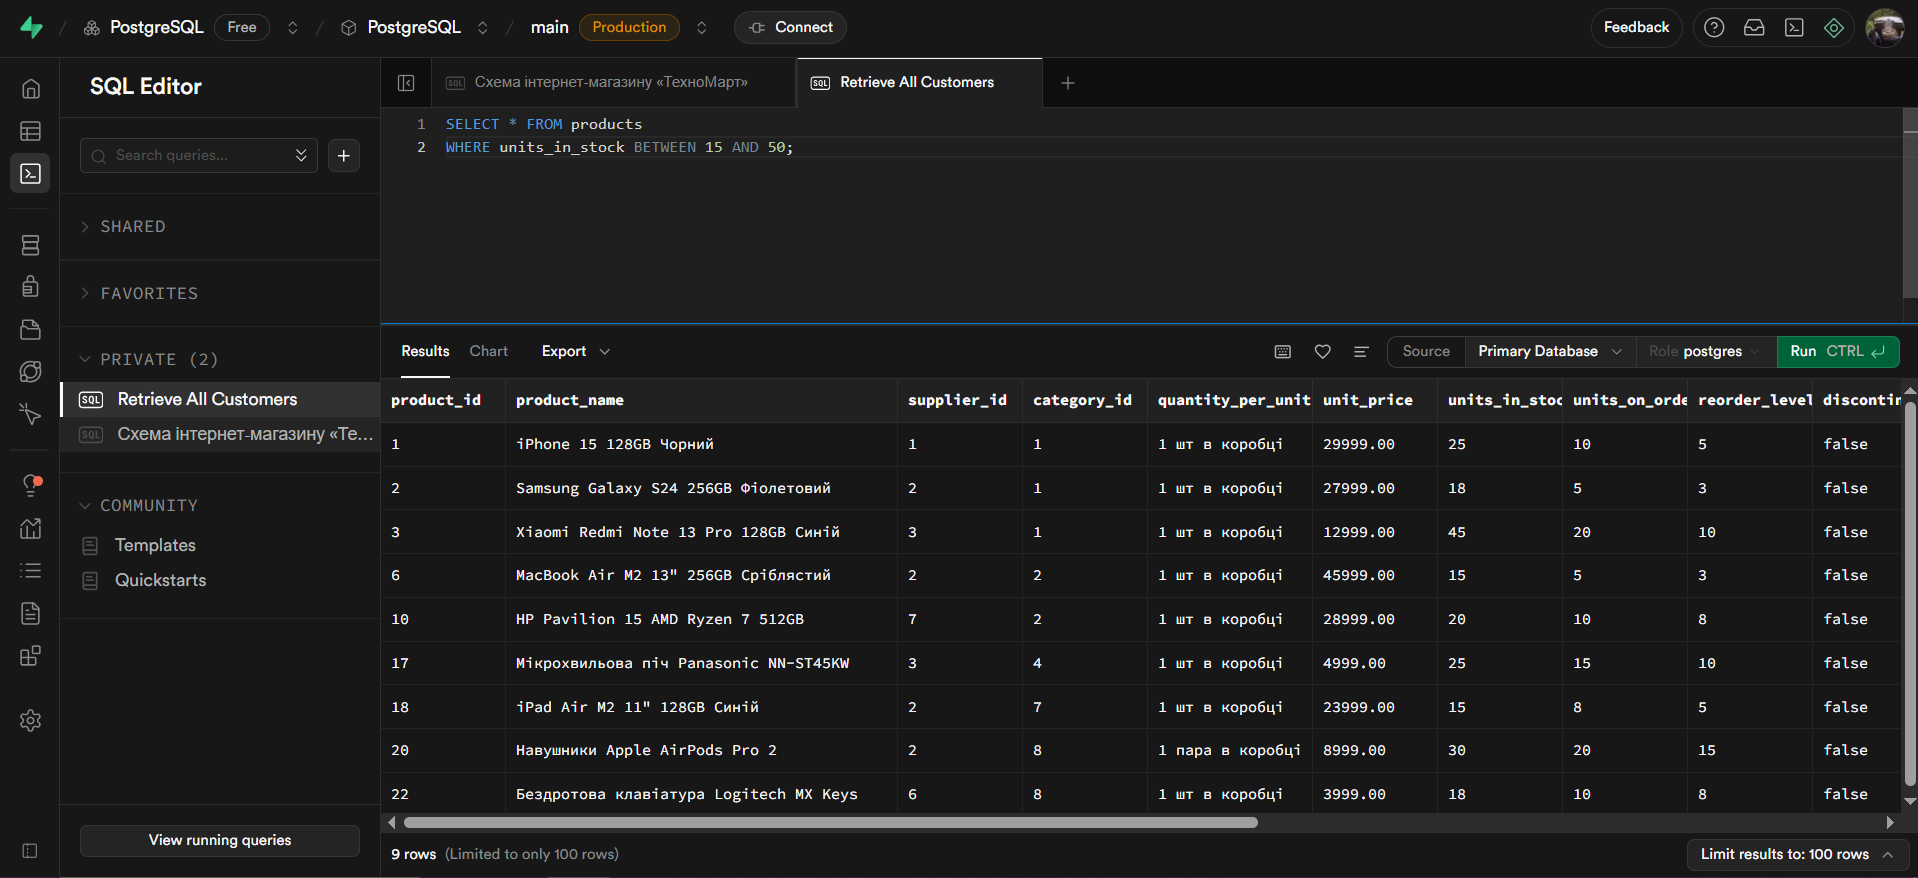 PostgreSQL Free PostgreSQL main Production Connect Feedback
SQL Editor
Search queries...
SHARED
FAVORITES
PRIVATE (2)
SQL Retrieve All Customers
SQL Схема інтернет-магазину «Те...
COMMUNITY
Templates
Quickstarts
View running queries
SQL Схема інтернет-магазину «ТехноМарт» SQL Retrieve All Customers
1 SELECT * FROM products
2 WHERE units_in_stock BETWEEN 15 AND 50;
Results Chart Export Source Primary Database Role postgres Run CTRL
product_id product_name supplier_id category_id quantity_per_unit unit_price units_in_stoc units_on_orde reorder_level discontin
1 iPhone 15 128GB Чорний 1 1 1 шт в коробці 29999.00 25 10 5 false
2 Samsung Galaxy S24 256GB Фіолетовий 2 1 1 шт в коробці 27999.00 18 5 3 false
3 Xiaomi Redmi Note 13 Pro 128GB Синій 3 1 1 шт в коробці 12999.00 45 20 10 false
6 MacBook Air M2 13" 256GB Сріблястий 2 2 1 шт в коробці 45999.00 15 5 3 false
10 HP Pavilion 15 AMD Ryzen 7 512GB 7 2 1 шт в коробці 28999.00 20 10 8 false
17 Мікрохвильова піч Panasonic NN-ST45KW 3 4 1 шт в коробці 4999.00 25 15 10 false
18 iPad Air M2 11" 128GB Синій 2 7 1 шт в коробці 23999.00 15 8 5 false
20 Навушники Apple AirPods Pro 2 2 8 1 пара в коробці 8999.00 30 20 15 false
22 Бездротова клавіатура Logitech MX Keys 6 8 1 шт в коробці 3999.00 18 10 8 false
9 rows (Limited to only 100 rows) Limit results to: 100 rows